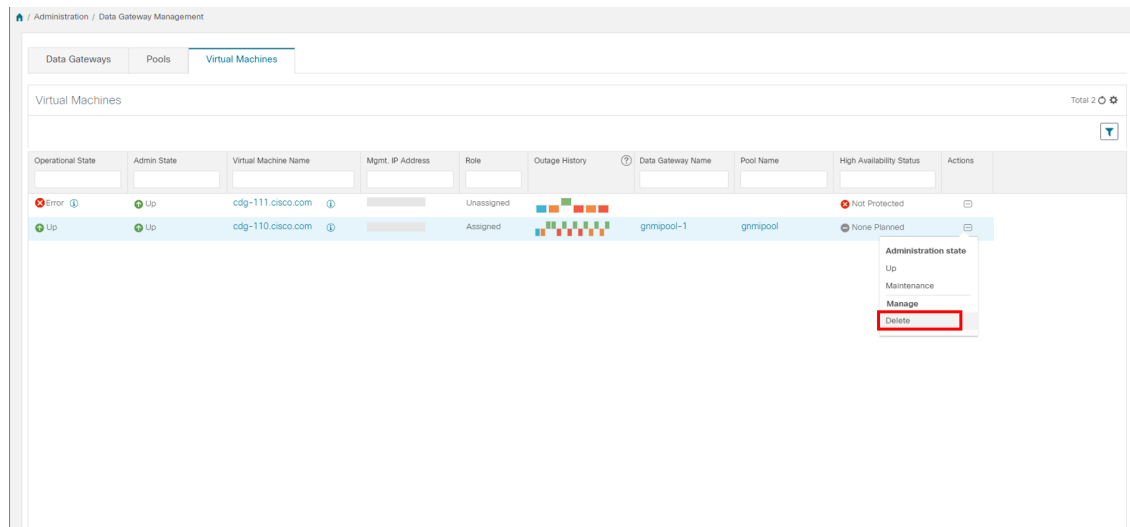 / Administration / Data Gateway Management
Data Gateways Pools Virtual Machines
Virtual Machines Total 2
Operational State Admin State Virtual Machine Name Mgmt. IP Address Role Outage History ? Data Gateway Name Pool Name High Availability Status Actions
Error i Up cdg-111.cisco.com i Unassigned Not Protected
Up Up cdg-110.cisco.com i Assigned gnmipool-1 gnmipool None Planned
Administration state
Up
Maintenance
Manage
Delete